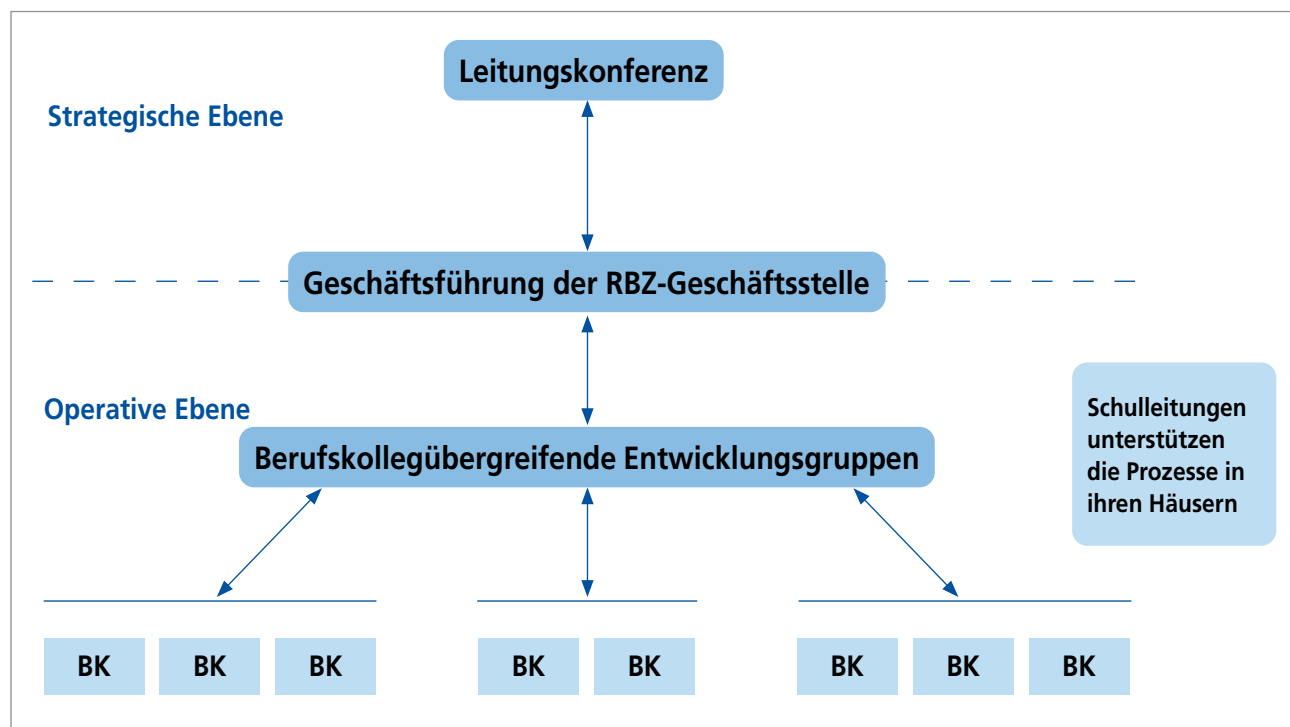 Leitungskonferenz
Strategische Ebene
Geschäftsführung der RBZ-Geschäftsstelle
Operative Ebene
Berufskollegübergreifende Entwicklungsgruppen
Schulleitungen
unterstützen
die Prozesse in
ihren Häusern
BK BK BK BK BK BK BK BK